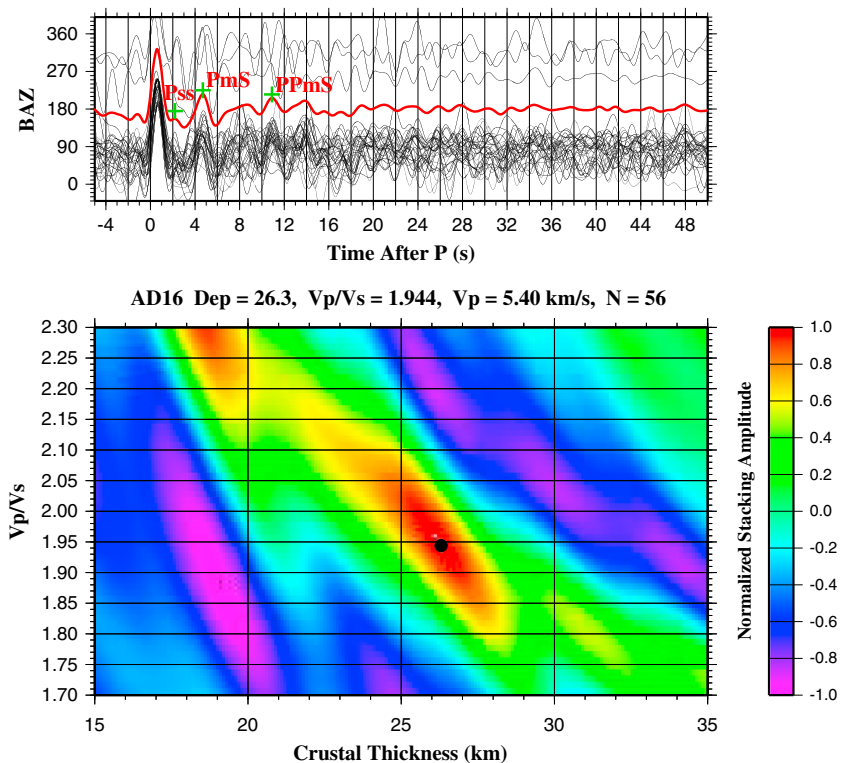 360
270
180
90
0
BAZ
Pss
PmS
PPmS
-4 0 4 8 12 16 20 24 28 32 36 40 44 48
Time After P (s)
AD16 Dep = 26.3, Vp/Vs = 1.944, Vp = 5.40 km/s, N = 56
2.30
2.25
2.20
2.15
2.10
2.05
2.00
1.95
1.90
1.85
1.80
1.75
1.70
Vp/Vs
15 20 25 30 35
Crustal Thickness (km)
1.0
0.8
0.6
0.4
0.2
0.0
-0.2
-0.4
-0.6
-0.8
-1.0
Normalized Stacking Amplitude